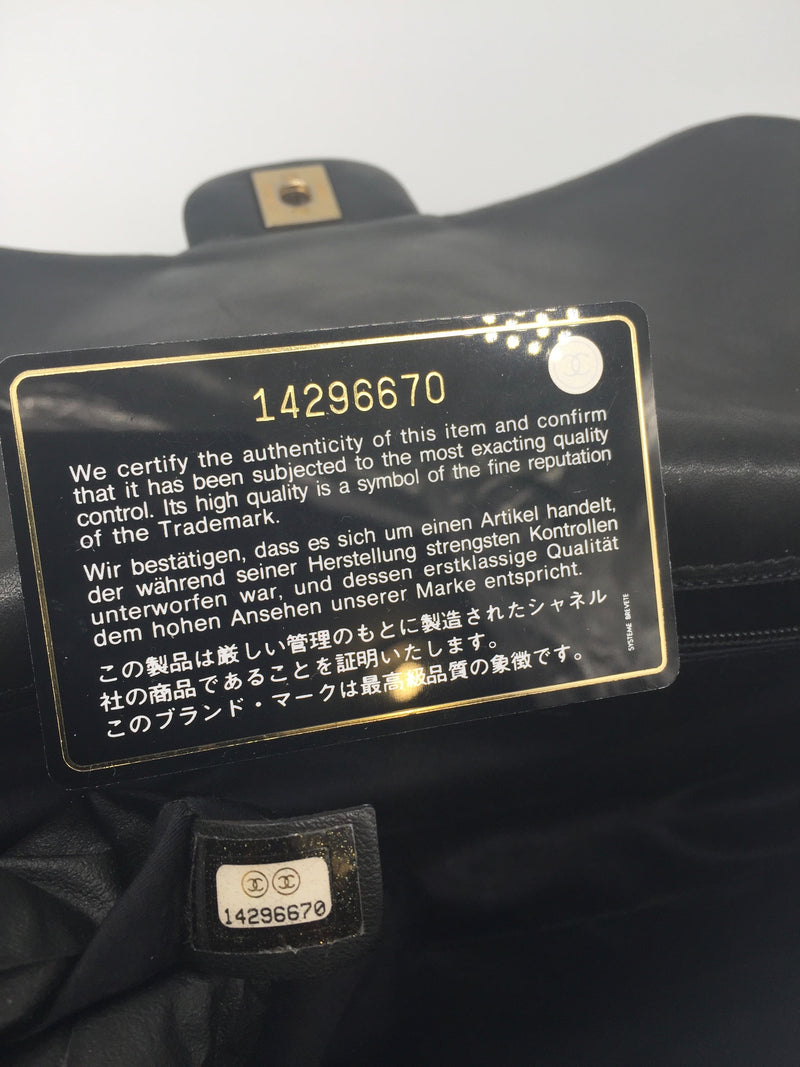 14296670
We certify the authenticity of this item and confirm
that it has been subjected to the most exacting quality
control. Its high quality is a symbol of the fine reputation
of the Trademark.
Wir bestätigen, dass es sich um einen Artikel handelt,
der während seiner Herstellung strengsten Kontrollen
unterworfen war, und dessen erstklassige Qualität
dem hohen Ansehen unserer Marke entspricht.
この製品は厳しい管理のもとに製造されたシャネル
社の商品であることを証明いたします。
このブランド・マークは最高級品質の象徴です。
SYSTEME BREVETE
14296670